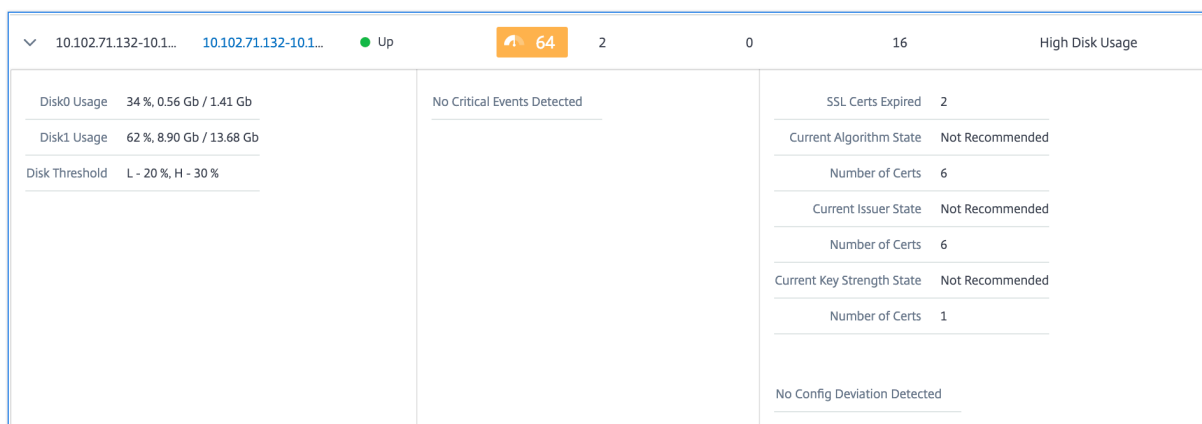 10.102.71.132-10.1... 10.102.71.132-10.1... Up 64 2 0 16 High Disk Usage
Disk0 Usage 34 %, 0.56 Gb / 1.41 Gb
Disk1 Usage 62 %, 8.90 Gb / 13.68 Gb
Disk Threshold L - 20 %, H - 30 %
No Critical Events Detected
SSL Certs Expired 2
Current Algorithm State Not Recommended
Number of Certs 6
Current Issuer State Not Recommended
Number of Certs 6
Current Key Strength State Not Recommended
Number of Certs 1
No Config Deviation Detected